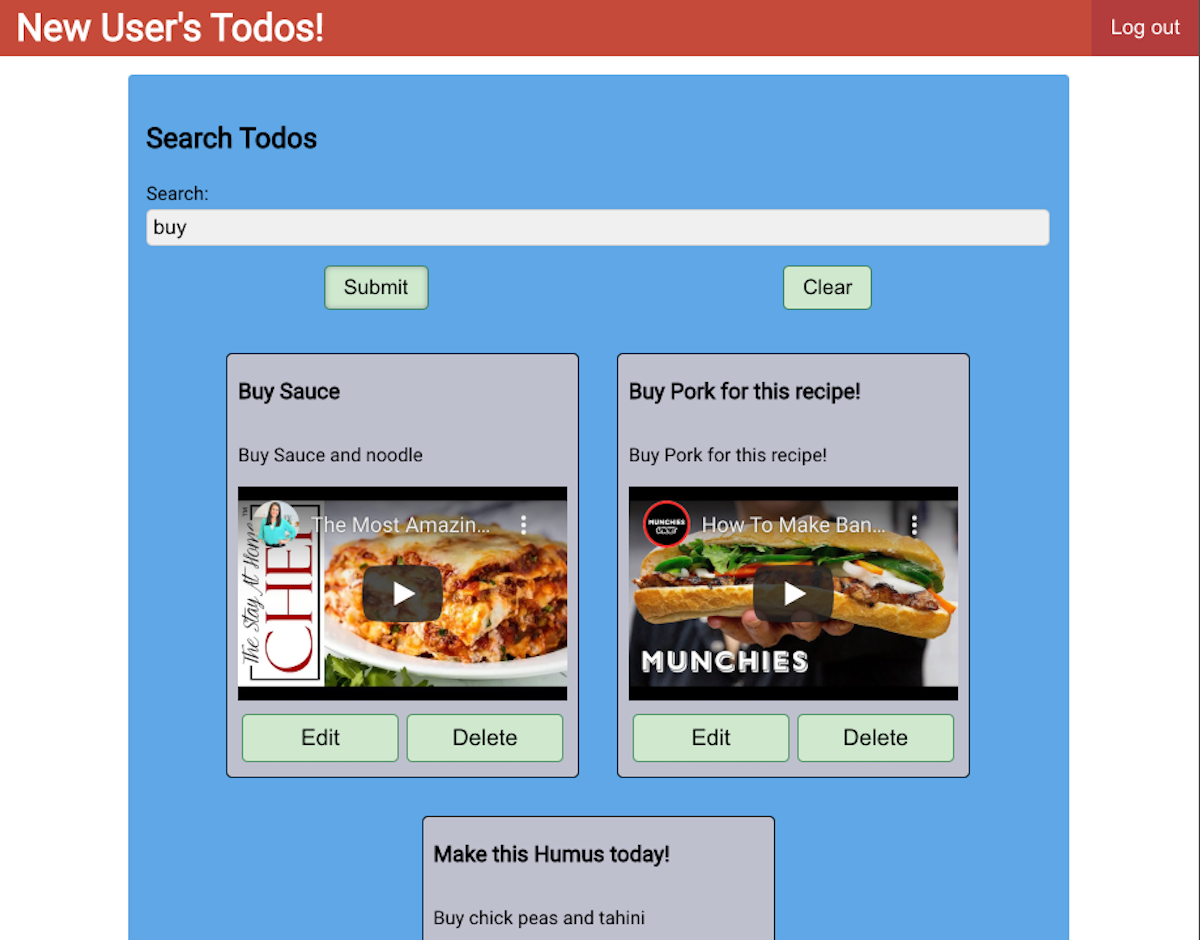 New User's Todos!
Log out
Search Todos
Search:
buy
Submit
Clear
Buy Sauce
Buy Sauce and noodle
The Stay At Home
CHEF
The Most Amazin...
Edit
Delete
Buy Pork for this recipe!
Buy Pork for this recipe!
MUNCHIES
How To Make Ban...
MUNCHIES
Edit
Delete
Make this Humus today!
Buy chick peas and tahini